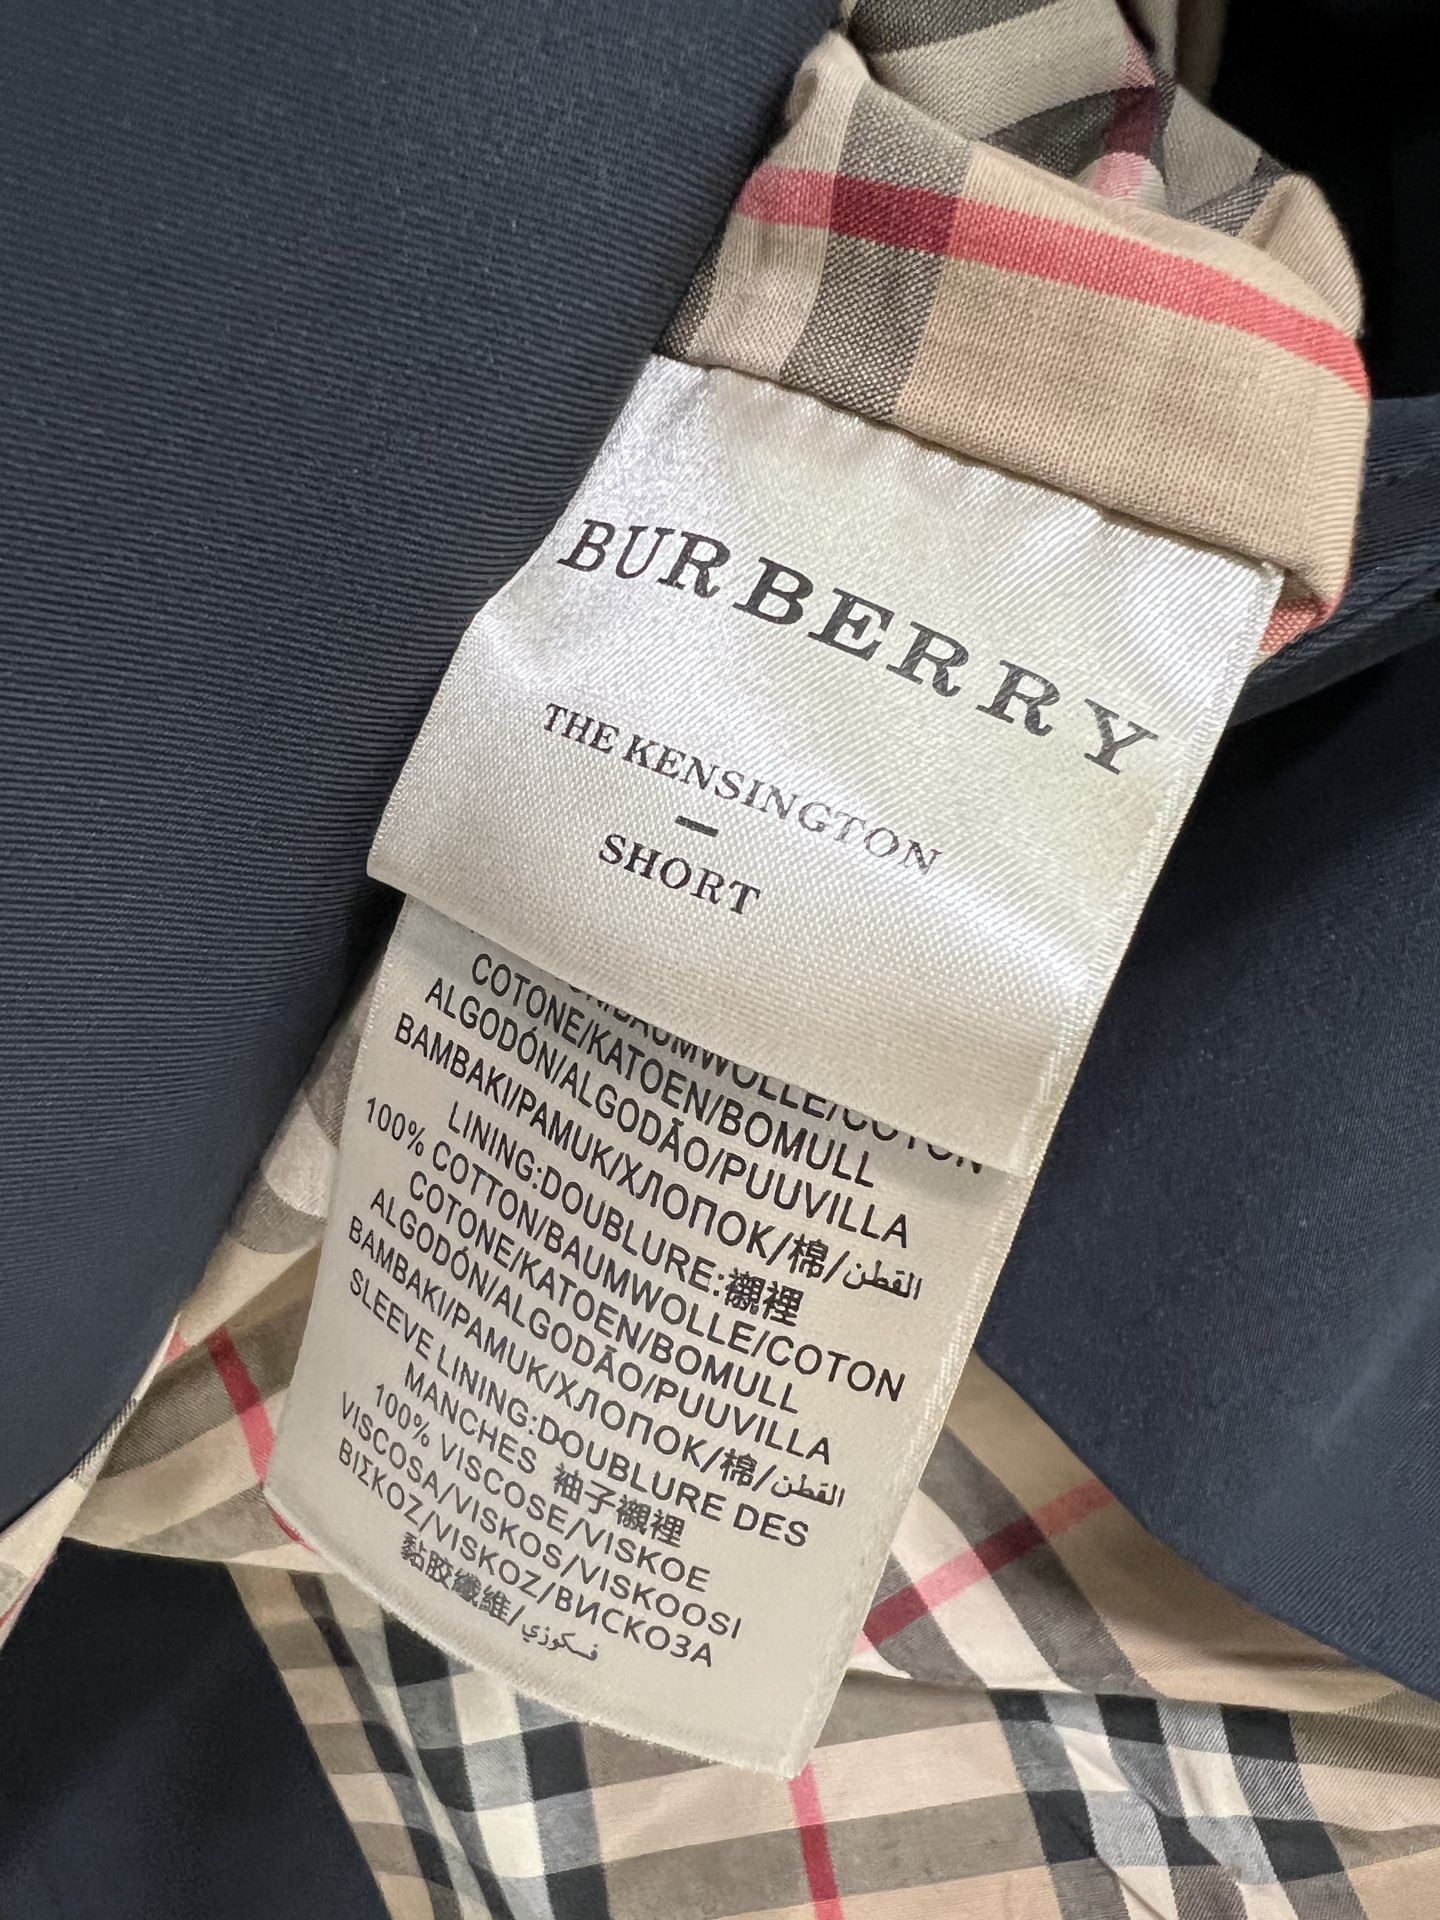 BURBERRY
THE KENSINGTON
—
SHORT
BAUMWOLLE/COTON
COTONE/KATOEN/BOMULL
ALGODÓN/ALGODÃO/PUUVILLA
BAMBAKI/PAMUK/ХЛОПОК/棉/القطن
LINING:DOUBLURE:襯裡
100% COTTON/BAUMWOLLE/COTON
COTONE/KATOEN/BOMULL
ALGODÓN/ALGODÃO/PUUVILLA
BAMBAKI/PAMUK/ХЛОПОК/棉/القطن
SLEEVE LINING:DOUBLURE DES
MANCHES 袖子襯裡
100% VISCOSE/VISKOE
VISCOSA/VISKOS/VISKOOSI
ΒΙΣΚΟΖ/VISKOZ/ВИСКОЗА
黏胶纖維/فسكوزي